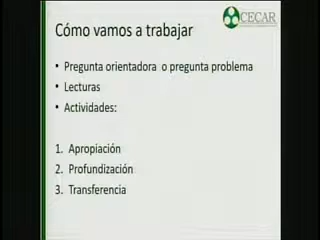 Cómo vamos a trabajar
CECAR
• Pregunta orientadora o pregunta problema
• Lecturas
• Actividades:
1. Apropiación
2. Profundización
3. Transferencia